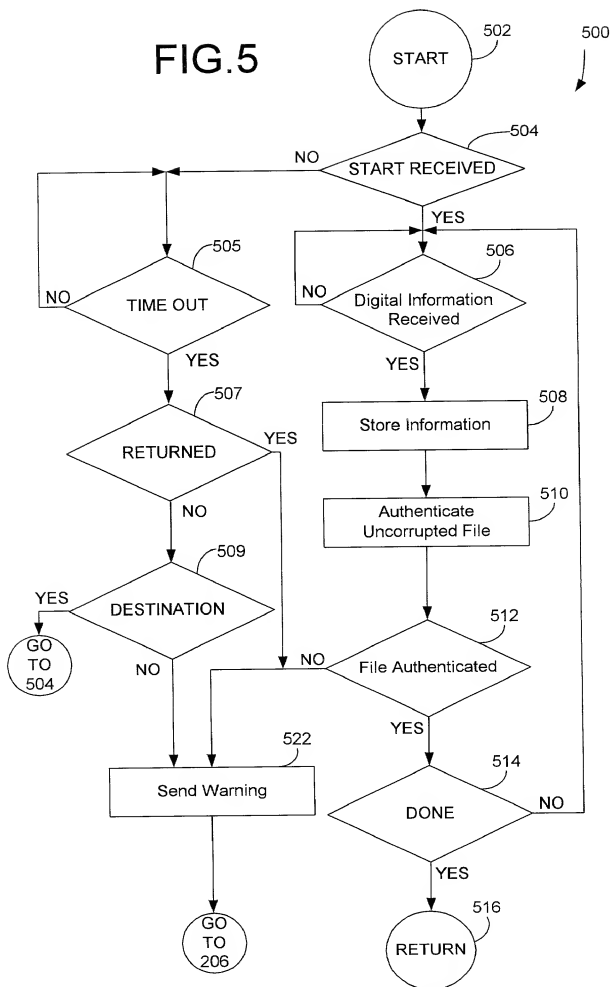 FIG.5
500
502
START
504
NO
START RECEIVED
YES
505
506
NO
TIME OUT
NO
Digital Information
Received
YES
YES
507
508
RETURNED
YES
Store Information
NO
510
Authenticate
Uncorrupted File
509
YES
DESTINATION
512
GO
TO
504
NO
NO
File Authenticated
YES
522
514
Send Warning
DONE
NO
YES
516
GO
TO
206
RETURN